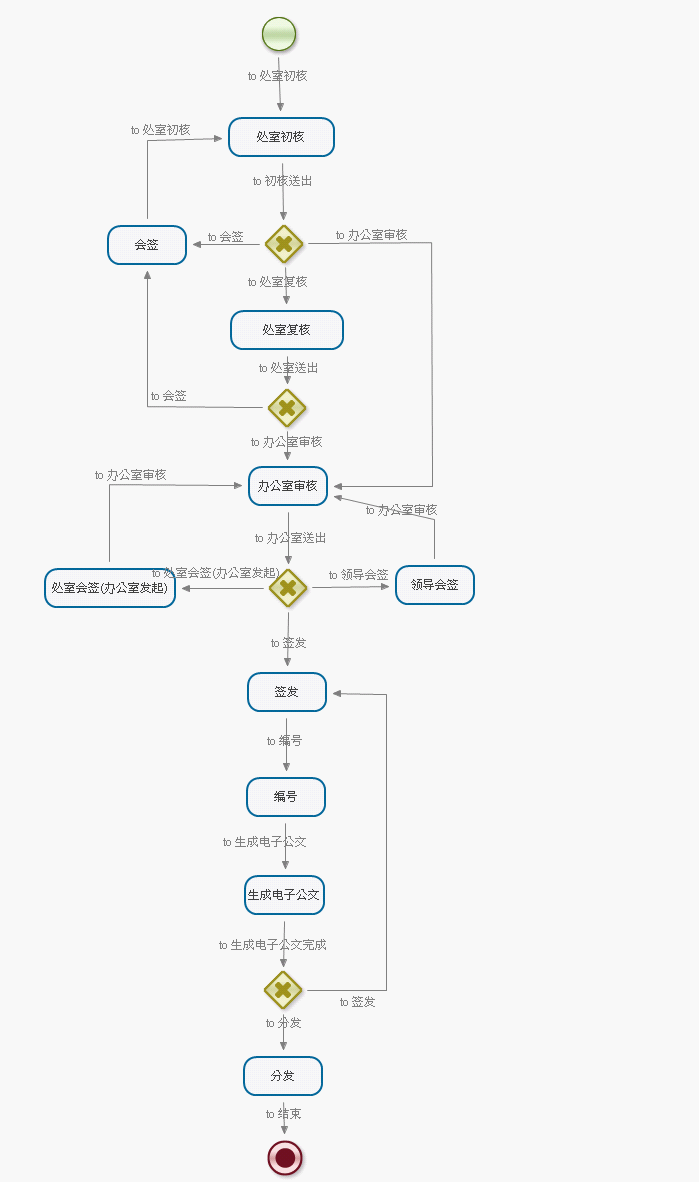 to 处室初核
to 处室初核
处室初核
to 初核送出
to 会签
to 办公室审核
会签
to 处室复核
处室复核
to 处室送出
to 会签
to 办公室审核
to 办公室审核
办公室审核
to 办公室审核
to 办公室送出
to 处室会签(办公室发起)
to 领导会签
处室会签(办公室发起)
领导会签
to 签发
签发
to 编号
编号
to 生成电子公文
生成电子公文
to 生成电子公文完成
to 签发
to 分发
分发
to 结束